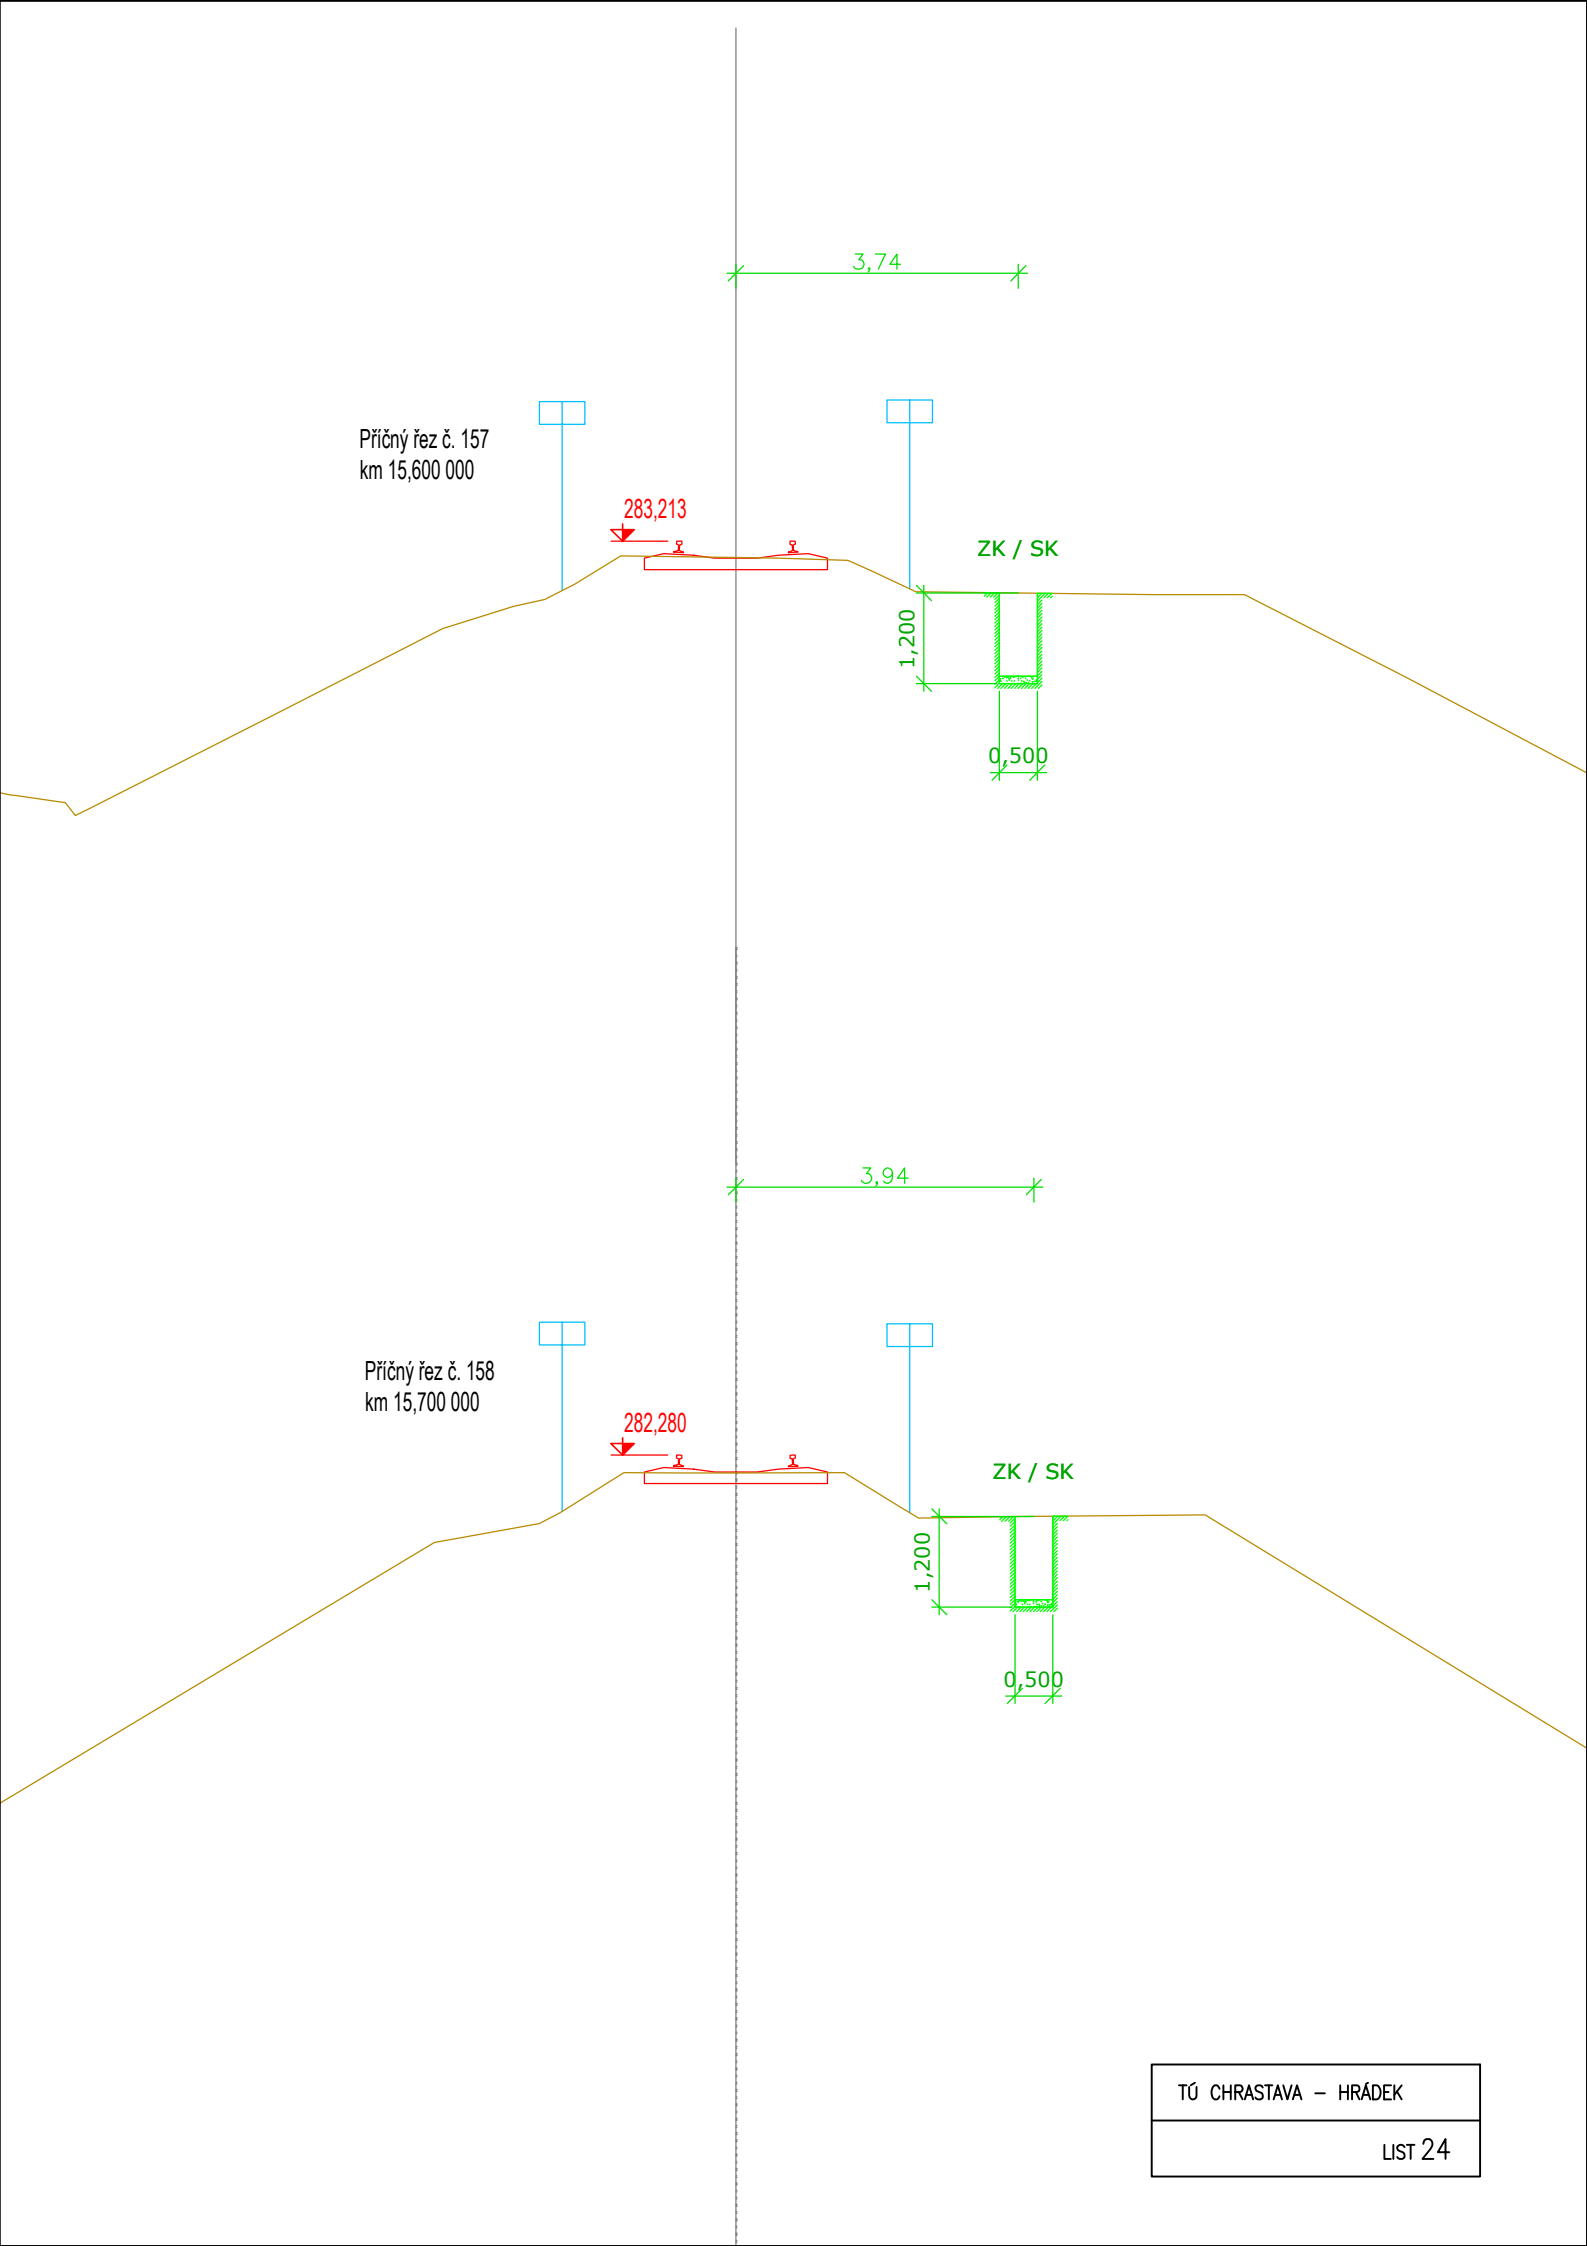 3,74
Příčný řez č. 157
km 15,600 000
283,213
ZK / SK
1,200
0,500
3,94
Příčný řez č. 158
km 15,700 000
282,280
ZK / SK
1,200
0,500
TÚ CHRASTAVA – HRÁDEK
LIST 24